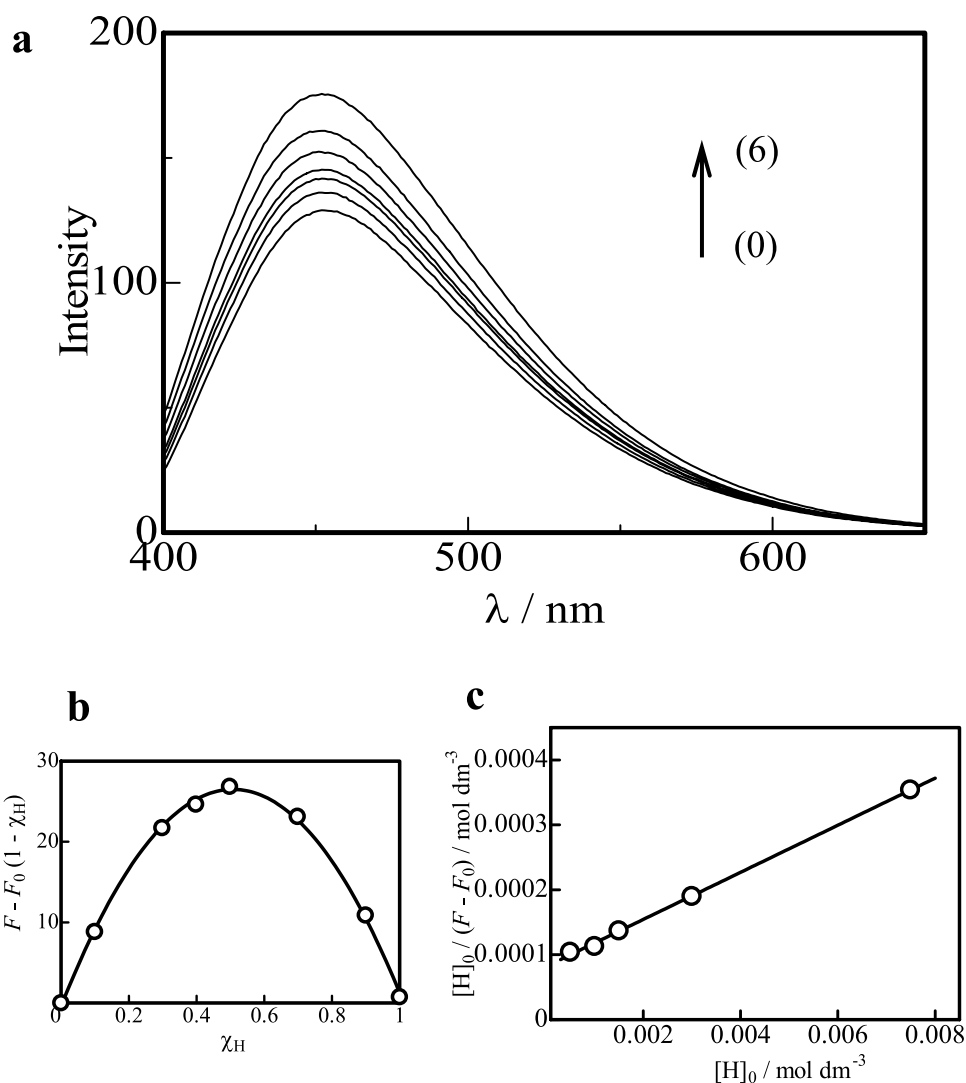 a
200
100
0
Intensity
(6)
(0)
400
500
600
λ / nm
b
30
20
10
0
F - F₀ (1 - χH)
0.2
0.4
0.6
0.8
1
χH
c
0.0004
0.0003
0.0002
0.0001
0
[H]₀ / (F - F₀) / mol dm⁻³
0.002
0.004
0.006
0.008
[H]₀ / mol dm⁻³